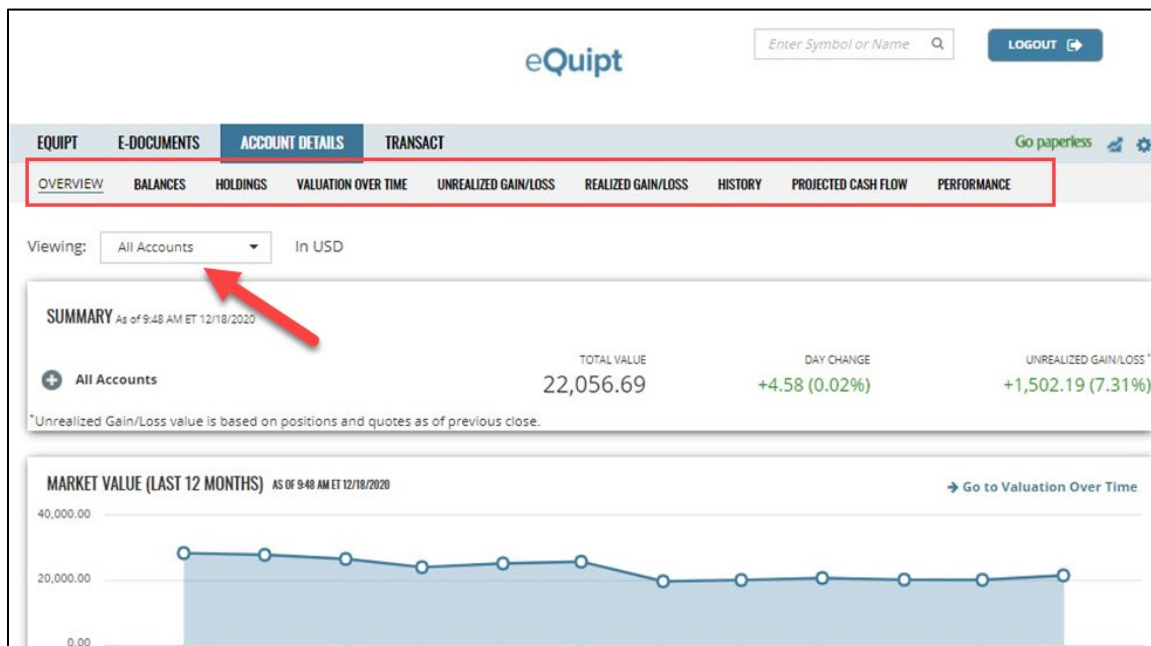 eQuipt
Enter Symbol or Name
LOGOUT
EQUIPT E-DOCUMENTS ACCOUNT DETAILS TRANSACT Go paperless
OVERVIEW BALANCES HOLDINGS VALUATION OVER TIME UNREALIZED GAIN/LOSS REALIZED GAIN/LOSS HISTORY PROJECTED CASH FLOW PERFORMANCE
Viewing: All Accounts In USD
SUMMARY As of 9:48 AM ET 12/18/2020
TOTAL VALUE DAY CHANGE UNREALIZED GAIN/LOSS*
All Accounts 22,056.69 +4.58 (0.02%) +1,502.19 (7.31%)
*Unrealized Gain/Loss value is based on positions and quotes as of previous close.
MARKET VALUE (LAST 12 MONTHS) AS OF 9:48 AM ET 12/18/2020 Go to Valuation Over Time
40,000.00
20,000.00
0.00